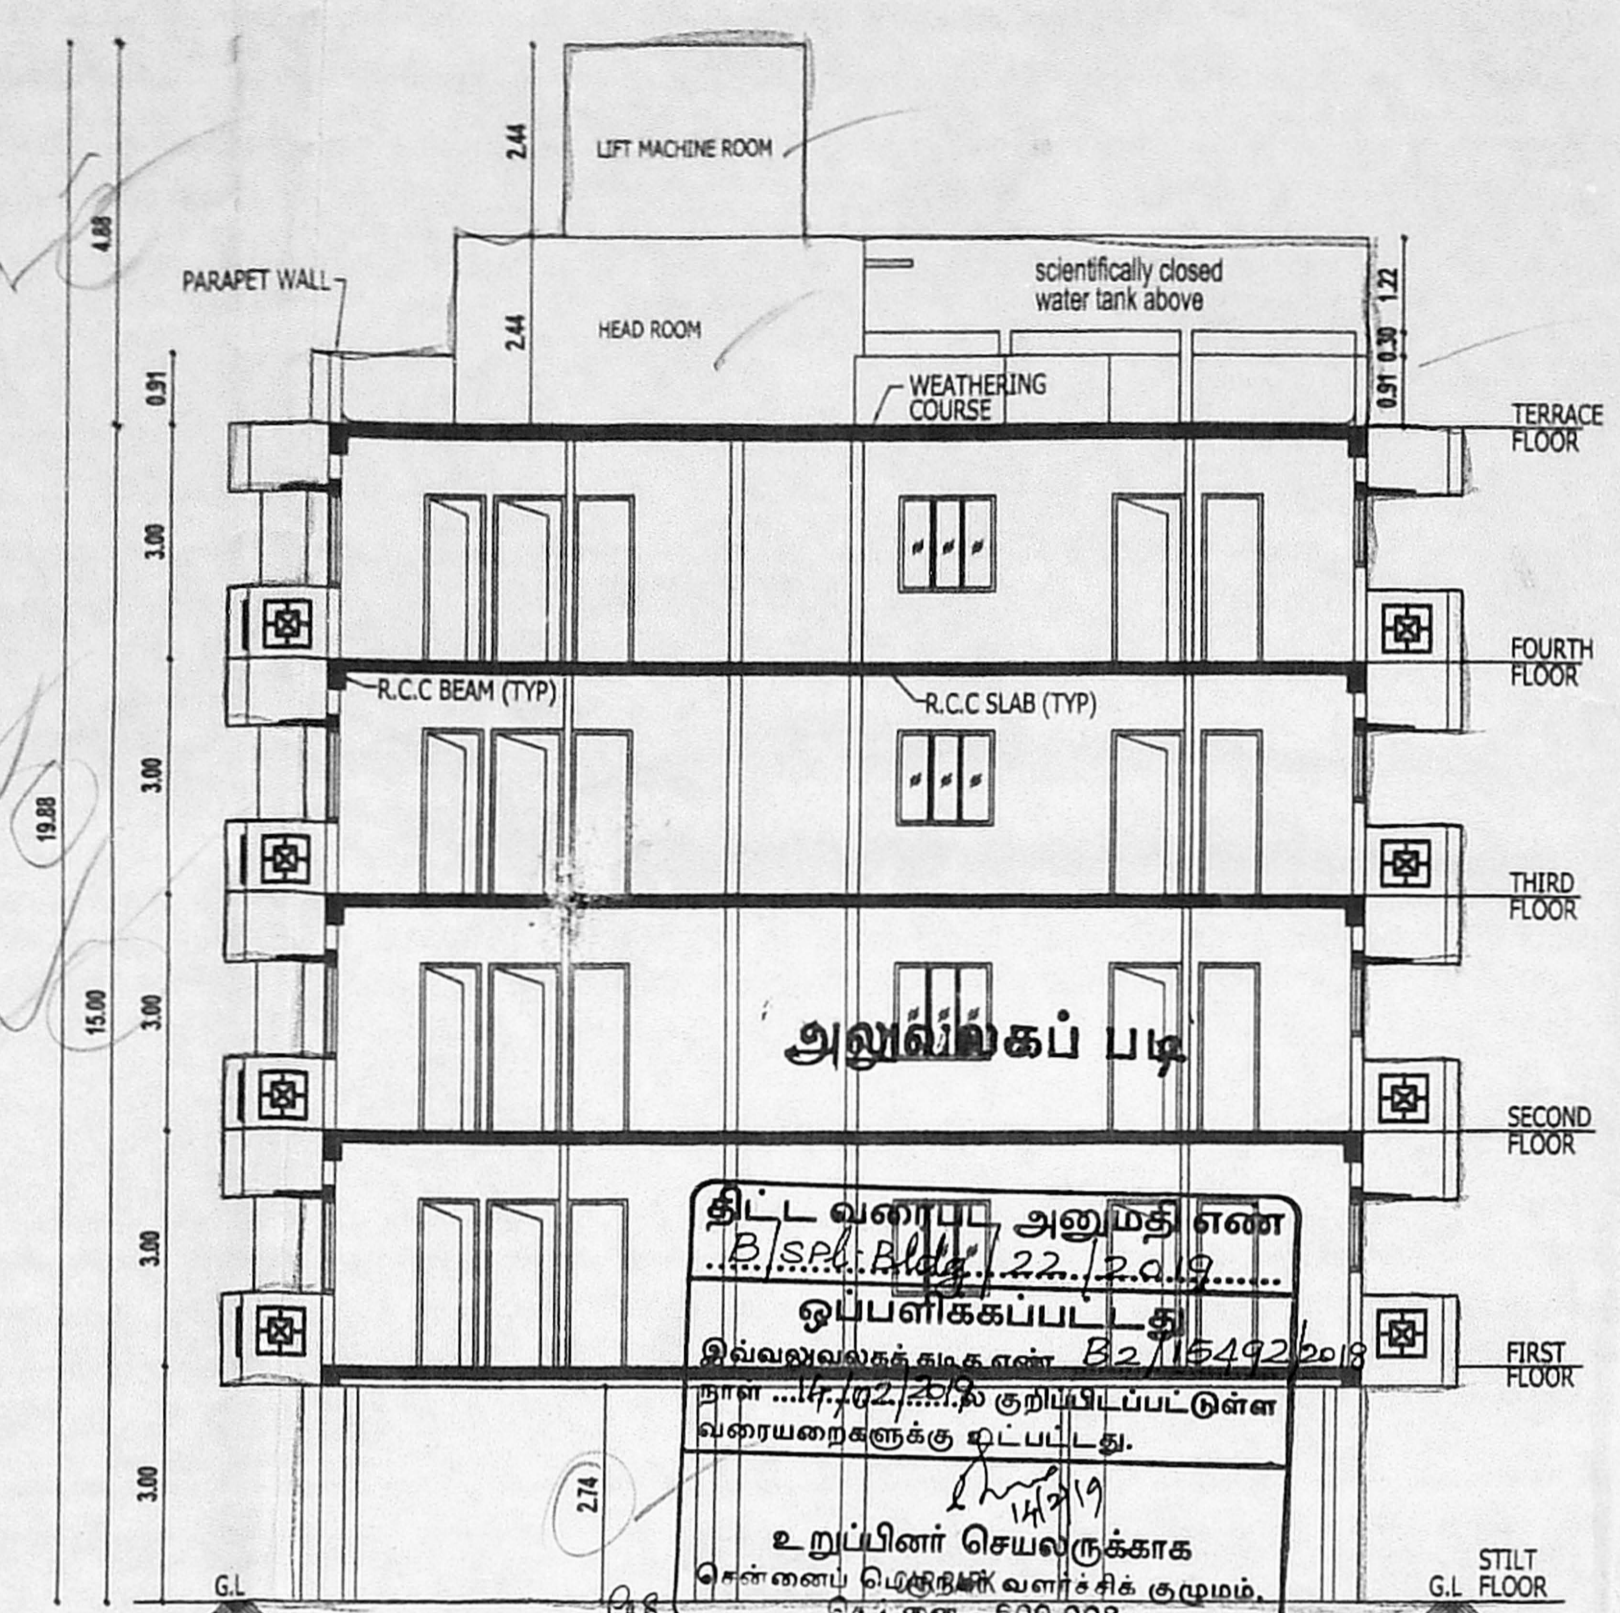 2.44
LIFT MACHINE ROOM
4.88
PARAPET WALL
scientifically closed
water tank above
1.22
2.44
HEAD ROOM
0.30
0.91
WEATHERING
COURSE
0.91
TERRACE
FLOOR
3.00
FOURTH
FLOOR
R.C.C BEAM (TYP)
R.C.C SLAB (TYP)
3.00
19.88
THIRD
FLOOR
15.00
3.00
அலுவலகப் படி
SECOND
FLOOR
திட்ட வரைபட அனுமதி எண்
B/Spl. Bldg/22/2019
3.00
ஒப்பளிக்கப்பட்டது
இவ்வலுவலகக் கடித எண் B2/15492/2018
FIRST
FLOOR
நாள் 14/02/2019ல் குறிப்பிடப்பட்டுள்ள
வரையறைகளுக்கு உட்பட்டது.
3.00
2.74
14/2/19
உறுப்பினர் செயலருக்காக
சென்னைப் பெருநகர் வளர்ச்சிக் குழுமம்,
CAR PARK
G.L
G.L
STILT
FLOOR